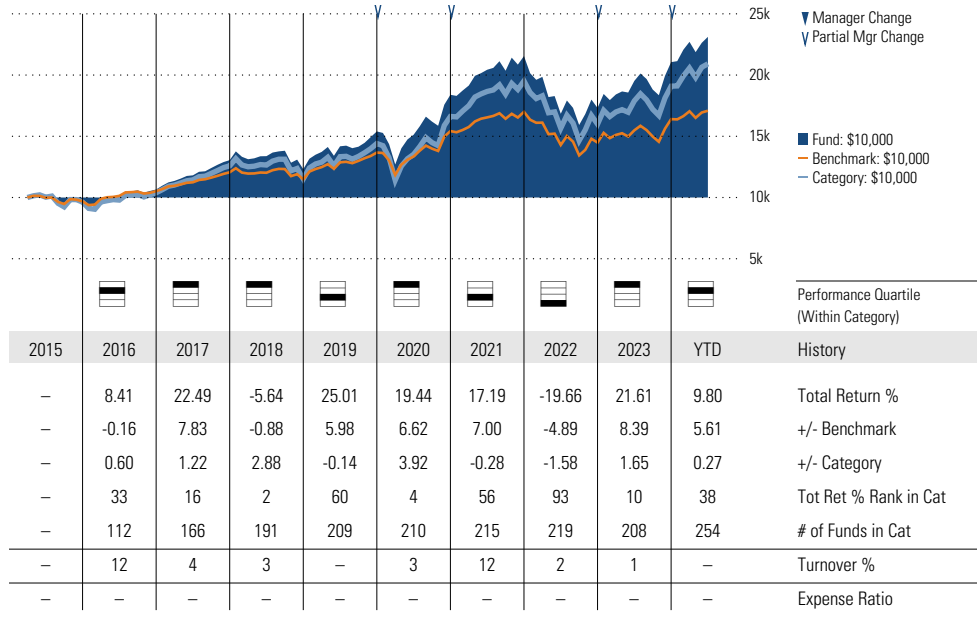 25k
20k
15k
10k
5k
Manager Change
Partial Mgr Change
Fund: $10,000
Benchmark: $10,000
Category: $10,000
Performance Quartile
(Within Category)
2015 2016 2017 2018 2019 2020 2021 2022 2023 YTD History
– 8.41 22.49 -5.64 25.01 19.44 17.19 -19.66 21.61 9.80 Total Return %
– -0.16 7.83 -0.88 5.98 6.62 7.00 -4.89 8.39 5.61 +/- Benchmark
– 0.60 1.22 2.88 -0.14 3.92 -0.28 -1.58 1.65 0.27 +/- Category
– 33 16 2 60 4 56 93 10 38 Tot Ret % Rank in Cat
– 112 166 191 209 210 215 219 208 254 # of Funds in Cat
– 12 4 3 – 3 12 2 1 – Turnover %
– – – – – – – – – – Expense Ratio